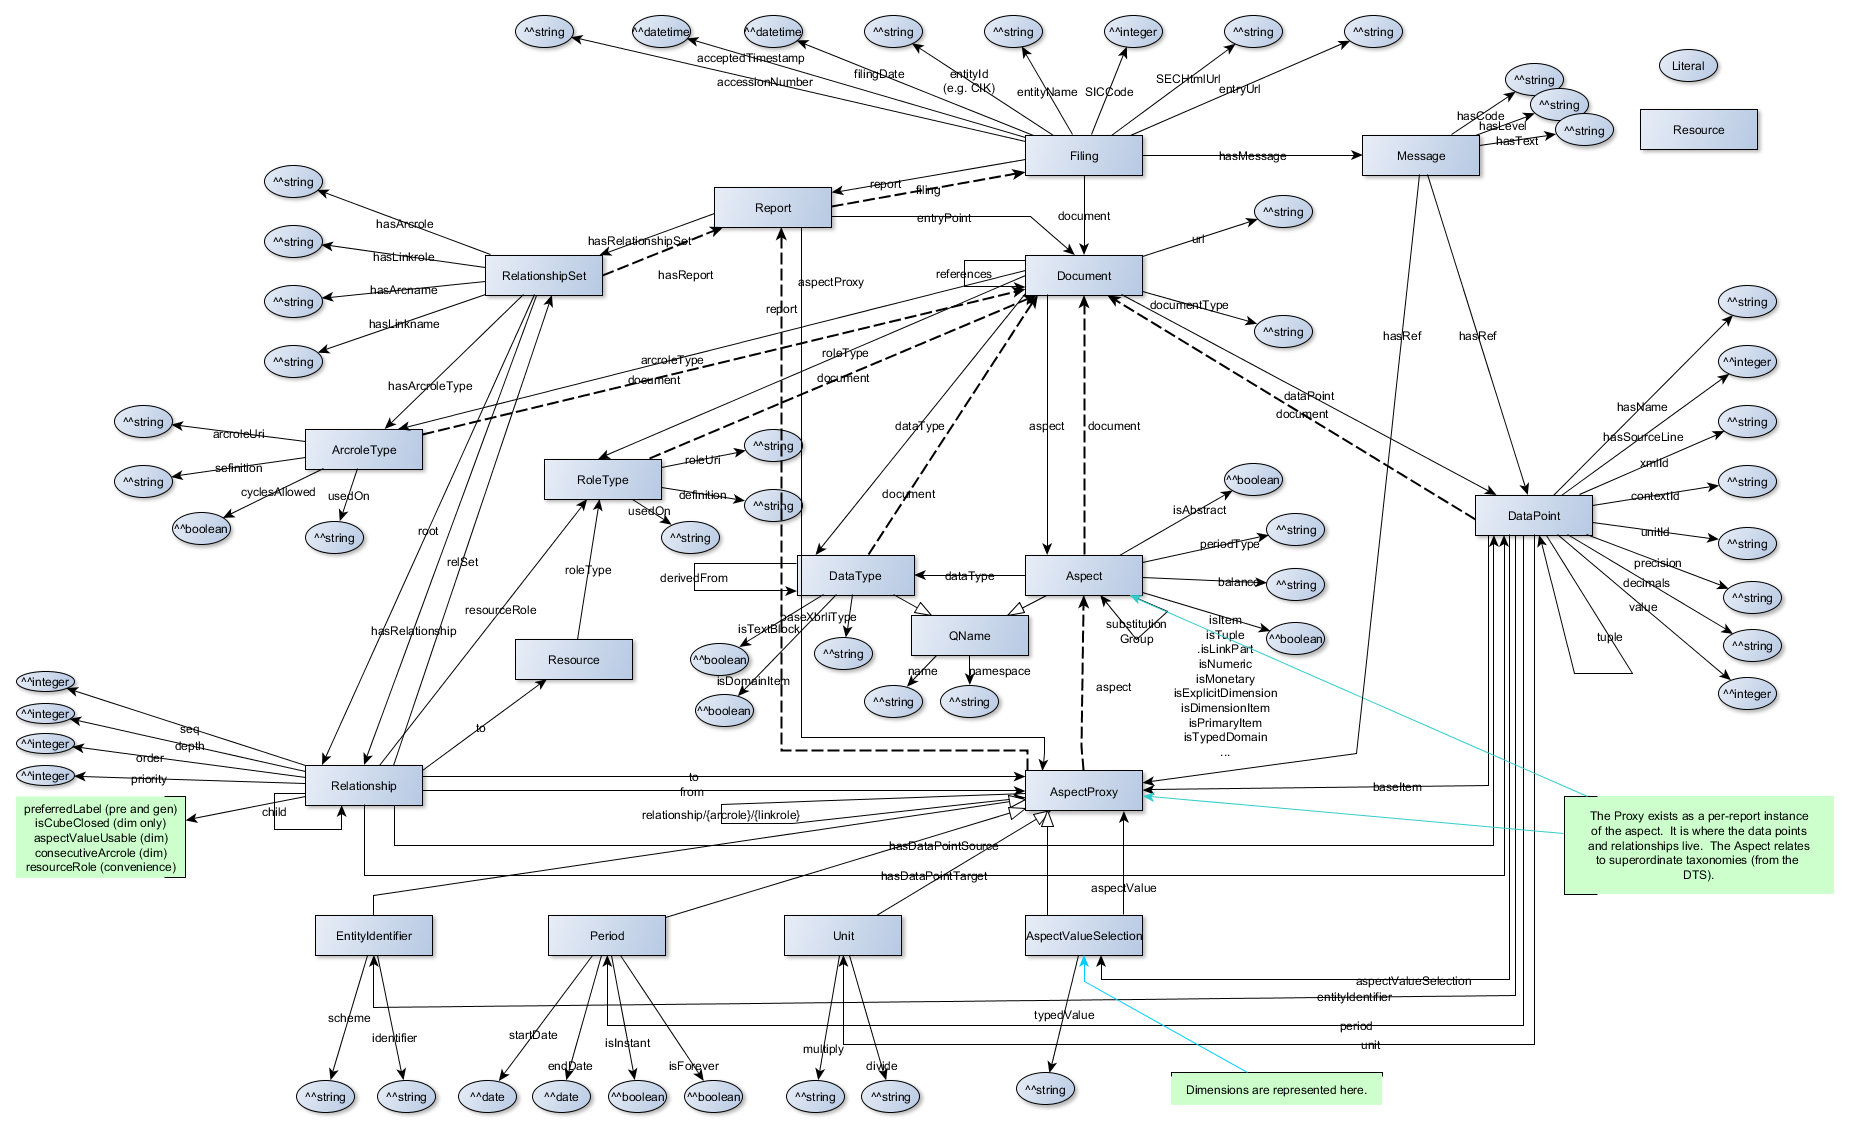 ^^string
^^datetime
^^datetime
^^string
^^string
^^integer
^^string
^^string
acceptedTimestamp
accessionNumber
filingDate
entityId
(e.g. CIK)
entityName
SICCode
SECHtmlUrl
entryUrl
Literal
Resource
^^string
^^string
^^string
hasCode
hasLevel
hasText
Filing
hasMessage
Message
report
filing
Report
entryPoint
document
^^string
url
^^string
^^string
^^string
^^string
hasArcrole
hasLinkrole
hasArcname
hasLinkname
RelationshipSet
hasRelationshipSet
hasReport
aspectProxy
report
references
Document
documentType
^^string
hasRef
hasRef
^^string
^^integer
^^string
^^string
^^string
^^string
^^string
^^integer
hasName
hasSourceLine
xmlId
contextId
unitId
precision
decimals
value
tuple
DataPoint
dataPoint
document
arcroleType
document
roleType
document
hasArcroleType
^^string
arcroleUri
ArcroleType
^^string
sefinition
cyclesAllowed
usedOn
^^boolean
^^string
RoleType
roleUri
^^string
definition
^^string
usedOn
^^string
dataType
document
aspect
document
^^boolean
isAbstract
^^string
periodType
^^string
balance
^^boolean
isItem
isTuple
.isLinkPart
isNumeric
isMonetary
isExplicitDimension
isDimensionItem
isPrimaryItem
isTypedDomain
...
root
relSet
roleType
derivedFrom
DataType
dataType
Aspect
substitution
Group
QName
name
namespace
^^string
^^string
baseXbrliType
isTextBlock
^^boolean
^^string
isDomainItem
^^boolean
resourceRole
hasRelationship
Resource
aspect
^^integer
^^integer
^^integer
^^integer
seq
depth
order
priority
to
Relationship
to
from
AspectProxy
baseItem
child
relationship/{arcrole}/{linkrole}
preferredLabel (pre and gen)
isCubeClosed (dim only)
aspectValueUsable (dim)
consecutiveArcrole (dim)
resourceRole (convenience)
The Proxy exists as a per-report instance
of the aspect.  It is where the data points
and relationships live.  The Aspect relates
to superordinate taxonomies (from the
DTS).
hasDataPointSource
hasDataPointTarget
aspectValue
EntityIdentifier
Period
Unit
AspectValueSelection
aspectValueSelection
entityIdentifier
period
unit
scheme
identifier
startDate
endDate
isInstant
isForever
multiply
divide
typedValue
^^string
^^string
^^date
^^date
^^boolean
^^boolean
^^string
^^string
^^string
Dimensions are represented here.